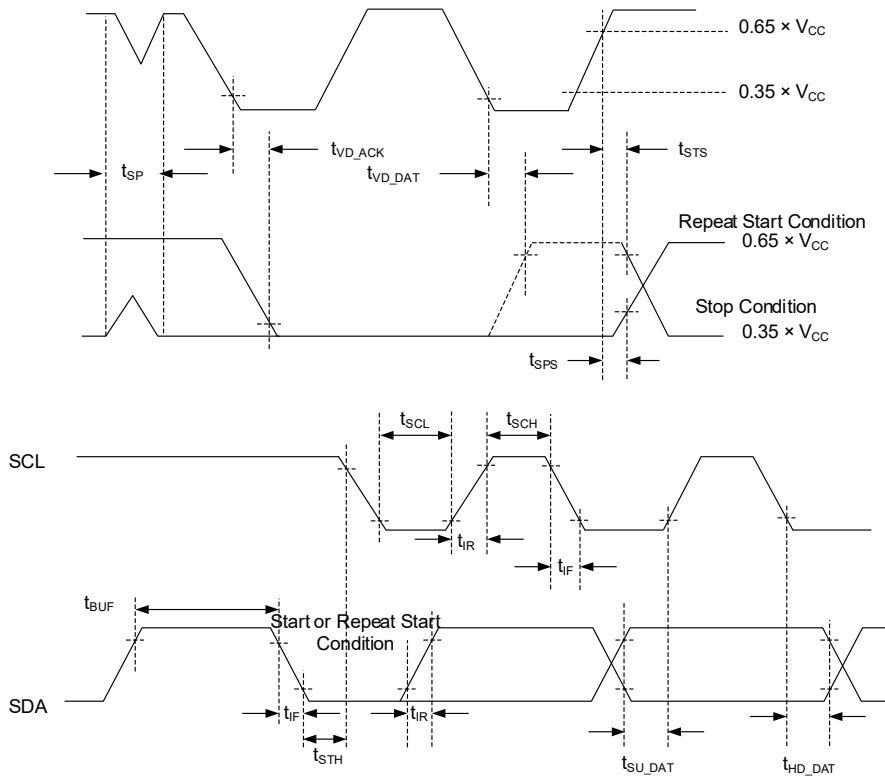 0.65 × VCC
0.35 × VCC
tVD_ACK
tSTS
tSP
tVD_DAT
Repeat Start Condition
0.65 × VCC
Stop Condition
0.35 × VCC
tSPS
tSCL
tSCH
SCL
tIR
tIF
tBUF
Start or Repeat Start
Condition
SDA
tIF
tIR
tSTH
tSU_DAT
tHD_DAT